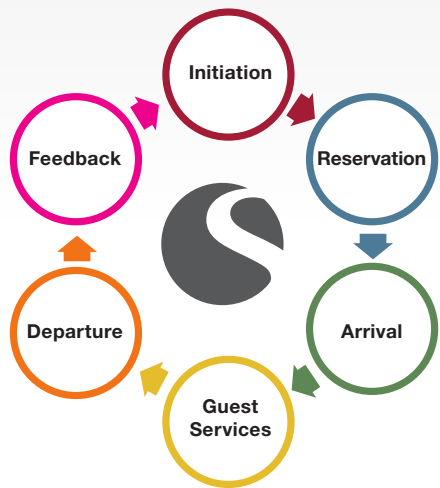 Initiation
Reservation
Arrival
Guest
Services
Departure
Feedback